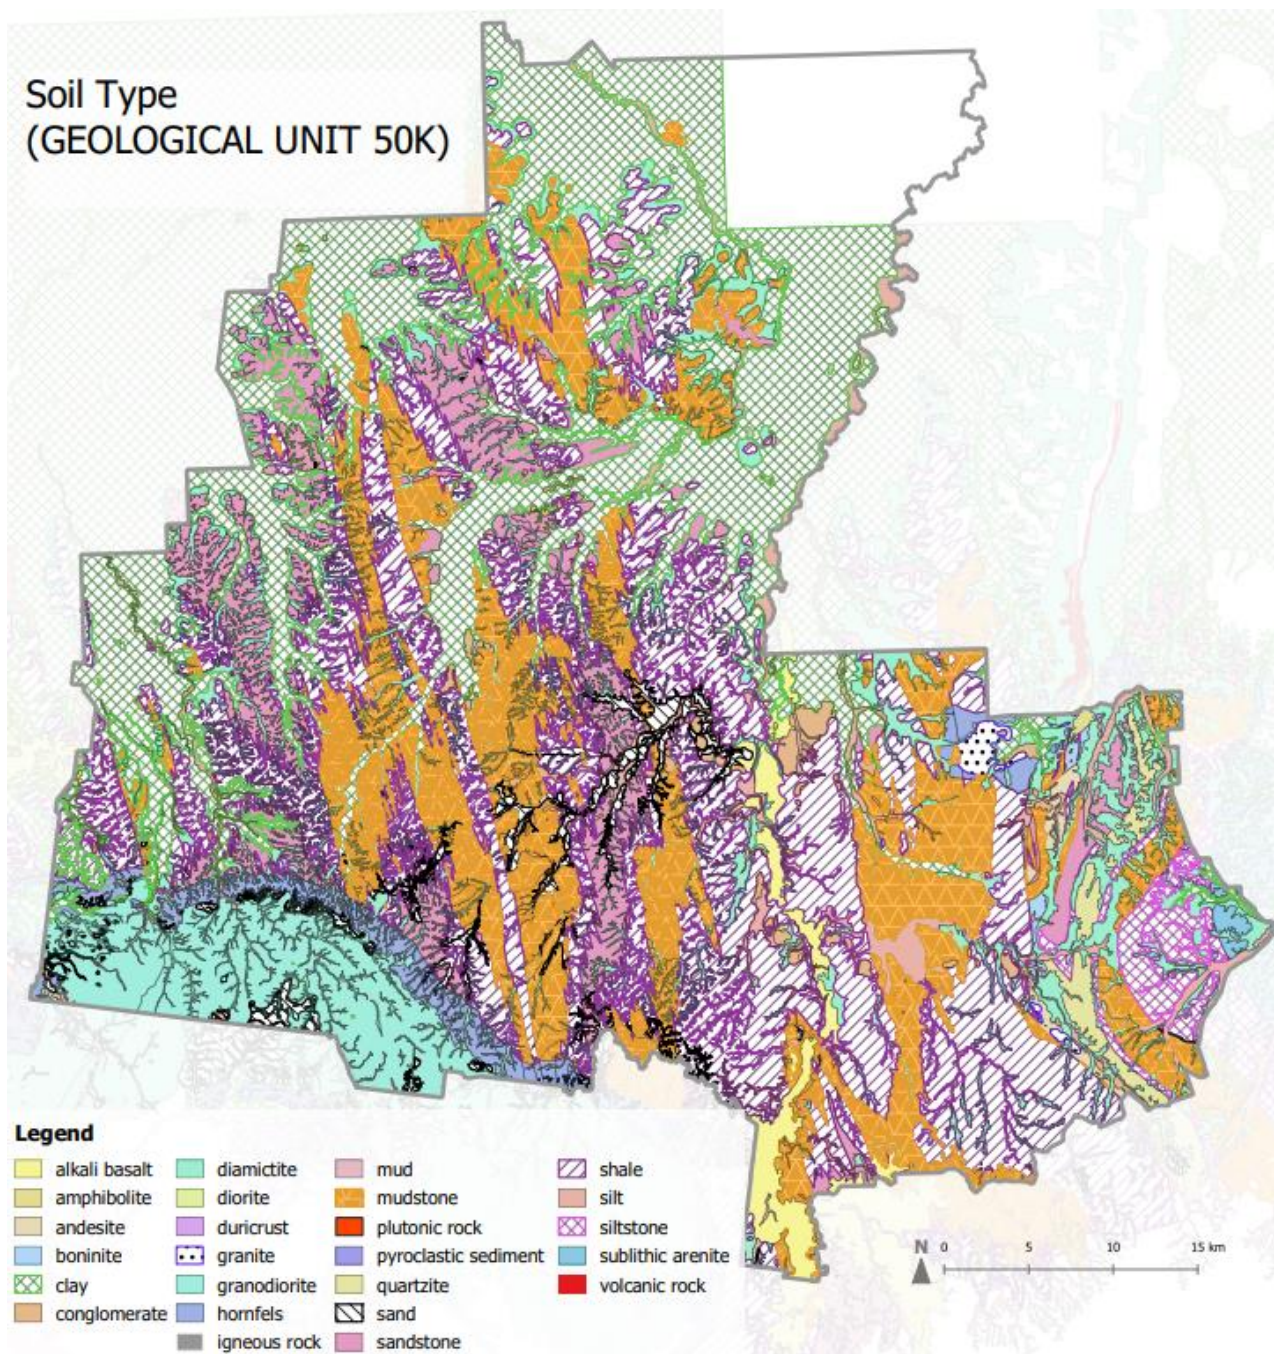 Soil Type
(GEOLOGICAL UNIT 50K)
Legend
alkali basalt
amphibolite
andesite
boninite
clay
conglomerate
diamictite
diorite
duricrust
granite
granodiorite
hornfels
igneous rock
mud
mudstone
plutonic rock
pyroclastic sediment
quartzite
sand
sandstone
shale
silt
siltstone
sublithic arenite
volcanic rock
N 0 5 10 15 km